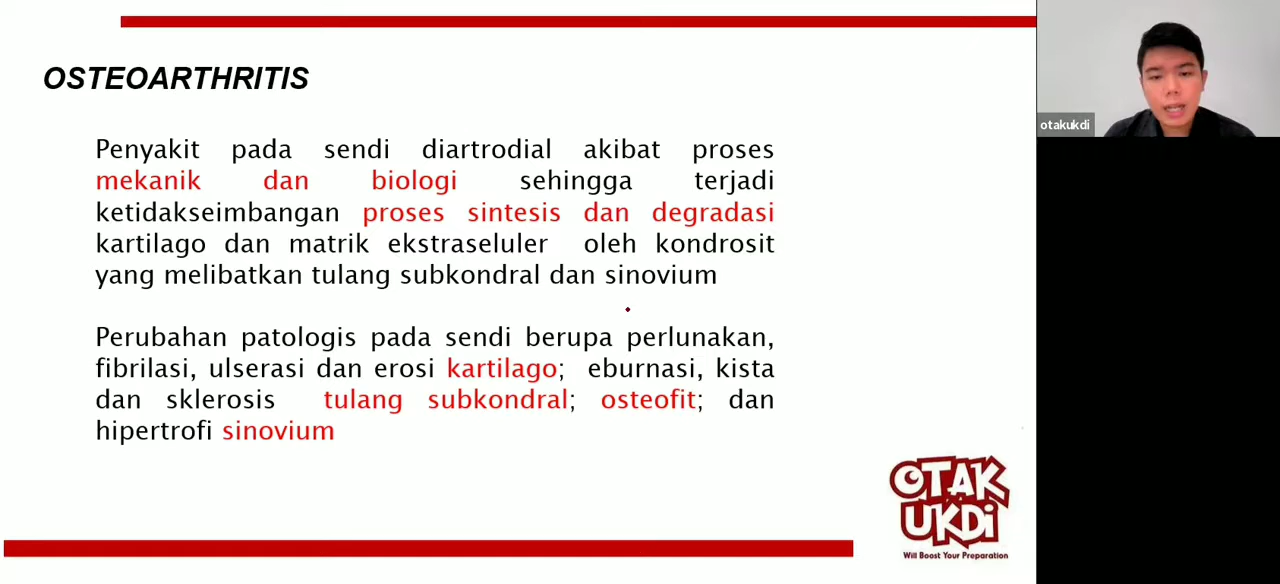 OSTEOARTHRITIS
Penyakit pada sendi diartrodial akibat proses
mekanik dan biologi sehingga terjadi
ketidakseimbangan proses sintesis dan degradasi
kartilago dan matrik ekstraseluler oleh kondrosit
yang melibatkan tulang subkondral dan sinovium
Perubahan patologis pada sendi berupa perlunakan,
fibrilasi, ulserasi dan erosi kartilago; eburnasi, kista
dan sklerosis tulang subkondral; osteofit; dan
hipertrofi sinovium
otakukdi
OTAK
UKDi
Will Boost Your Preparation